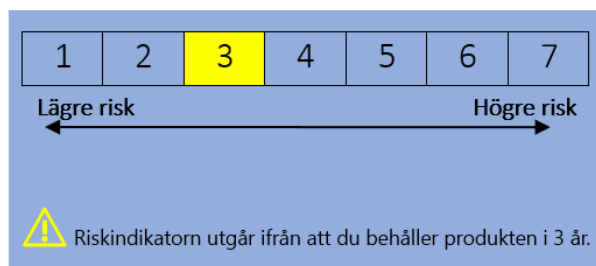 1 2 3 4 5 6 7
Lägre risk Högre risk
Riskindikatorn utgår ifrån att du behåller produkten i 3 år.